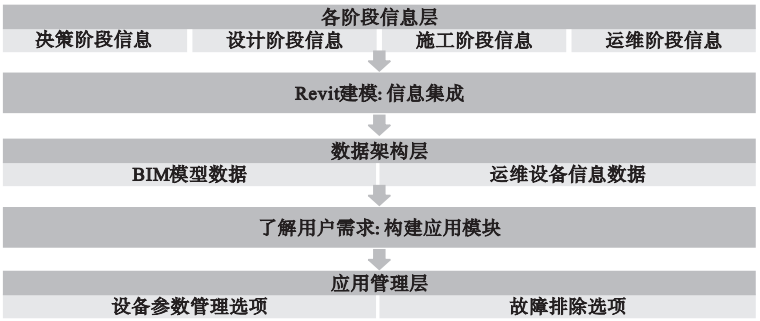 各阶段信息层
决策阶段信息 设计阶段信息 施工阶段信息 运维阶段信息
Revit建模: 信息集成
数据架构层
BIM模型数据 运维设备信息数据
了解用户需求: 构建应用模块
应用管理层
设备参数管理选项 故障排除选项